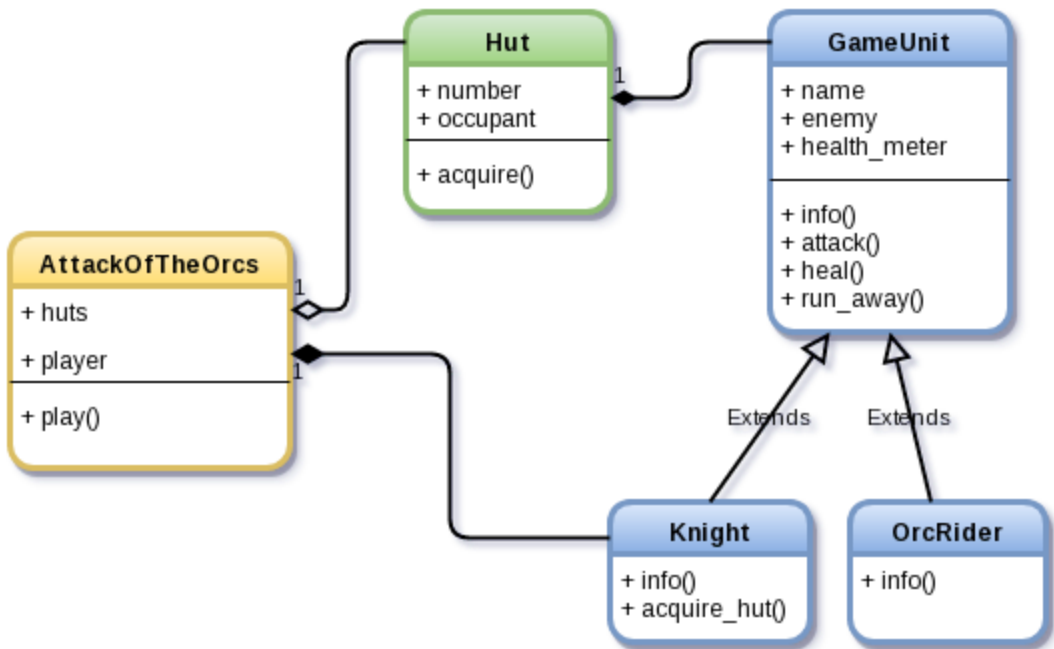 Hut
+ number
+ occupant
+ acquire()
1
GameUnit
+ name
+ enemy
+ health_meter
+ info()
+ attack()
+ heal()
+ run_away()
AttackOfTheOrcs
+ huts
+ player
+ play()
1
1
Extends
Extends
Knight
+ info()
+ acquire_hut()
OrcRider
+ info()